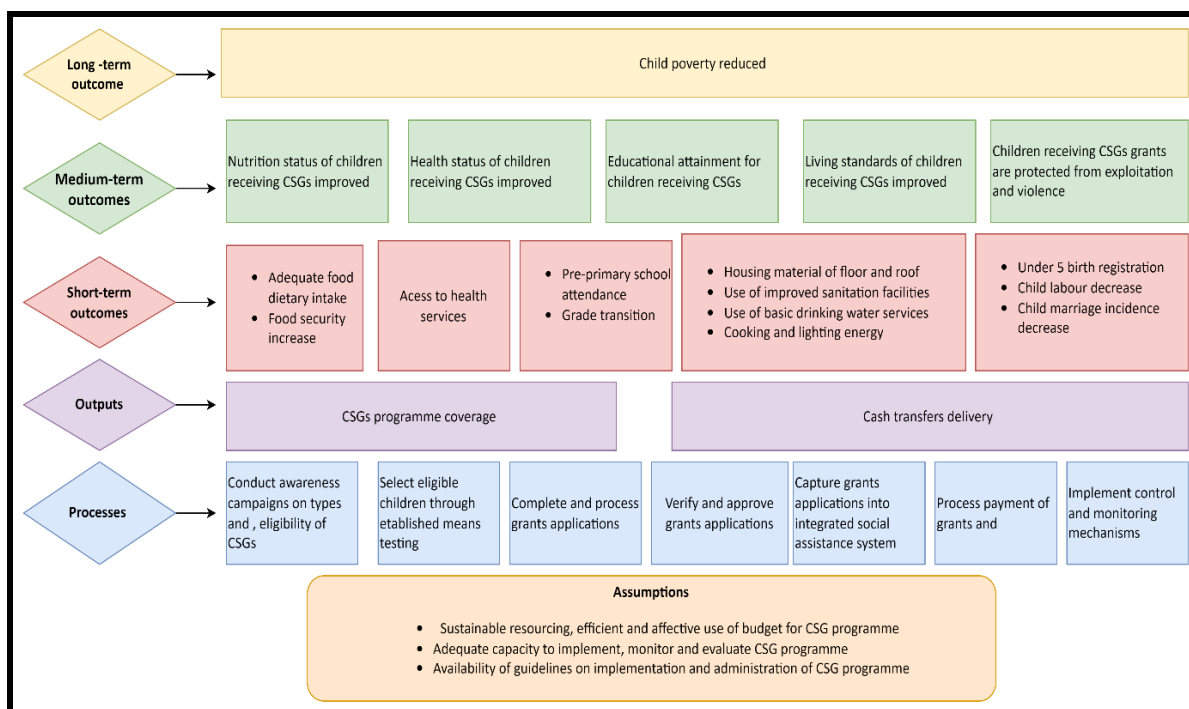 Long -term
outcome
Child poverty reduced
Medium-term
outcomes
Nutrition status of children
receiving CSGs improved
Health status of children
receiving CSGs improved
Educational attainment for
children receiving CSGs
Living standards of children
receiving CSGs improved
Children receiving CSGs grants
are protected from exploitation
and violence
Short-term
outcomes
• Adequate food
dietary intake
• Food security
increase
Acess to health
services
• Pre-primary school
attendance
• Grade transition
• Housing material of floor and roof
• Use of improved sanitation facilities
• Use of basic drinking water services
• Cooking and lighting energy
• Under 5 birth registration
• Child labour decrease
• Child marriage incidence
decrease
Outputs
CSGs programme coverage
Cash transfers delivery
Processes
Conduct awareness
campaigns on types
and , eligibility of
CSGs
Select eligible
children through
etablished means
testing
Complete and process
grants applications
Verify and approve
grants applications
Capture grants
applications into
integrated social
assistance system
Process payment of
grants and
Implement control
and monitoring
mechanisms
Assumptions
• Sustainable resourcing, efficient and affective use of budget for CSG programme
• Adequate capacity to implement, monitor and evaluate CSG programme
• Availability of guidelines on implementation and administration of CSG programme